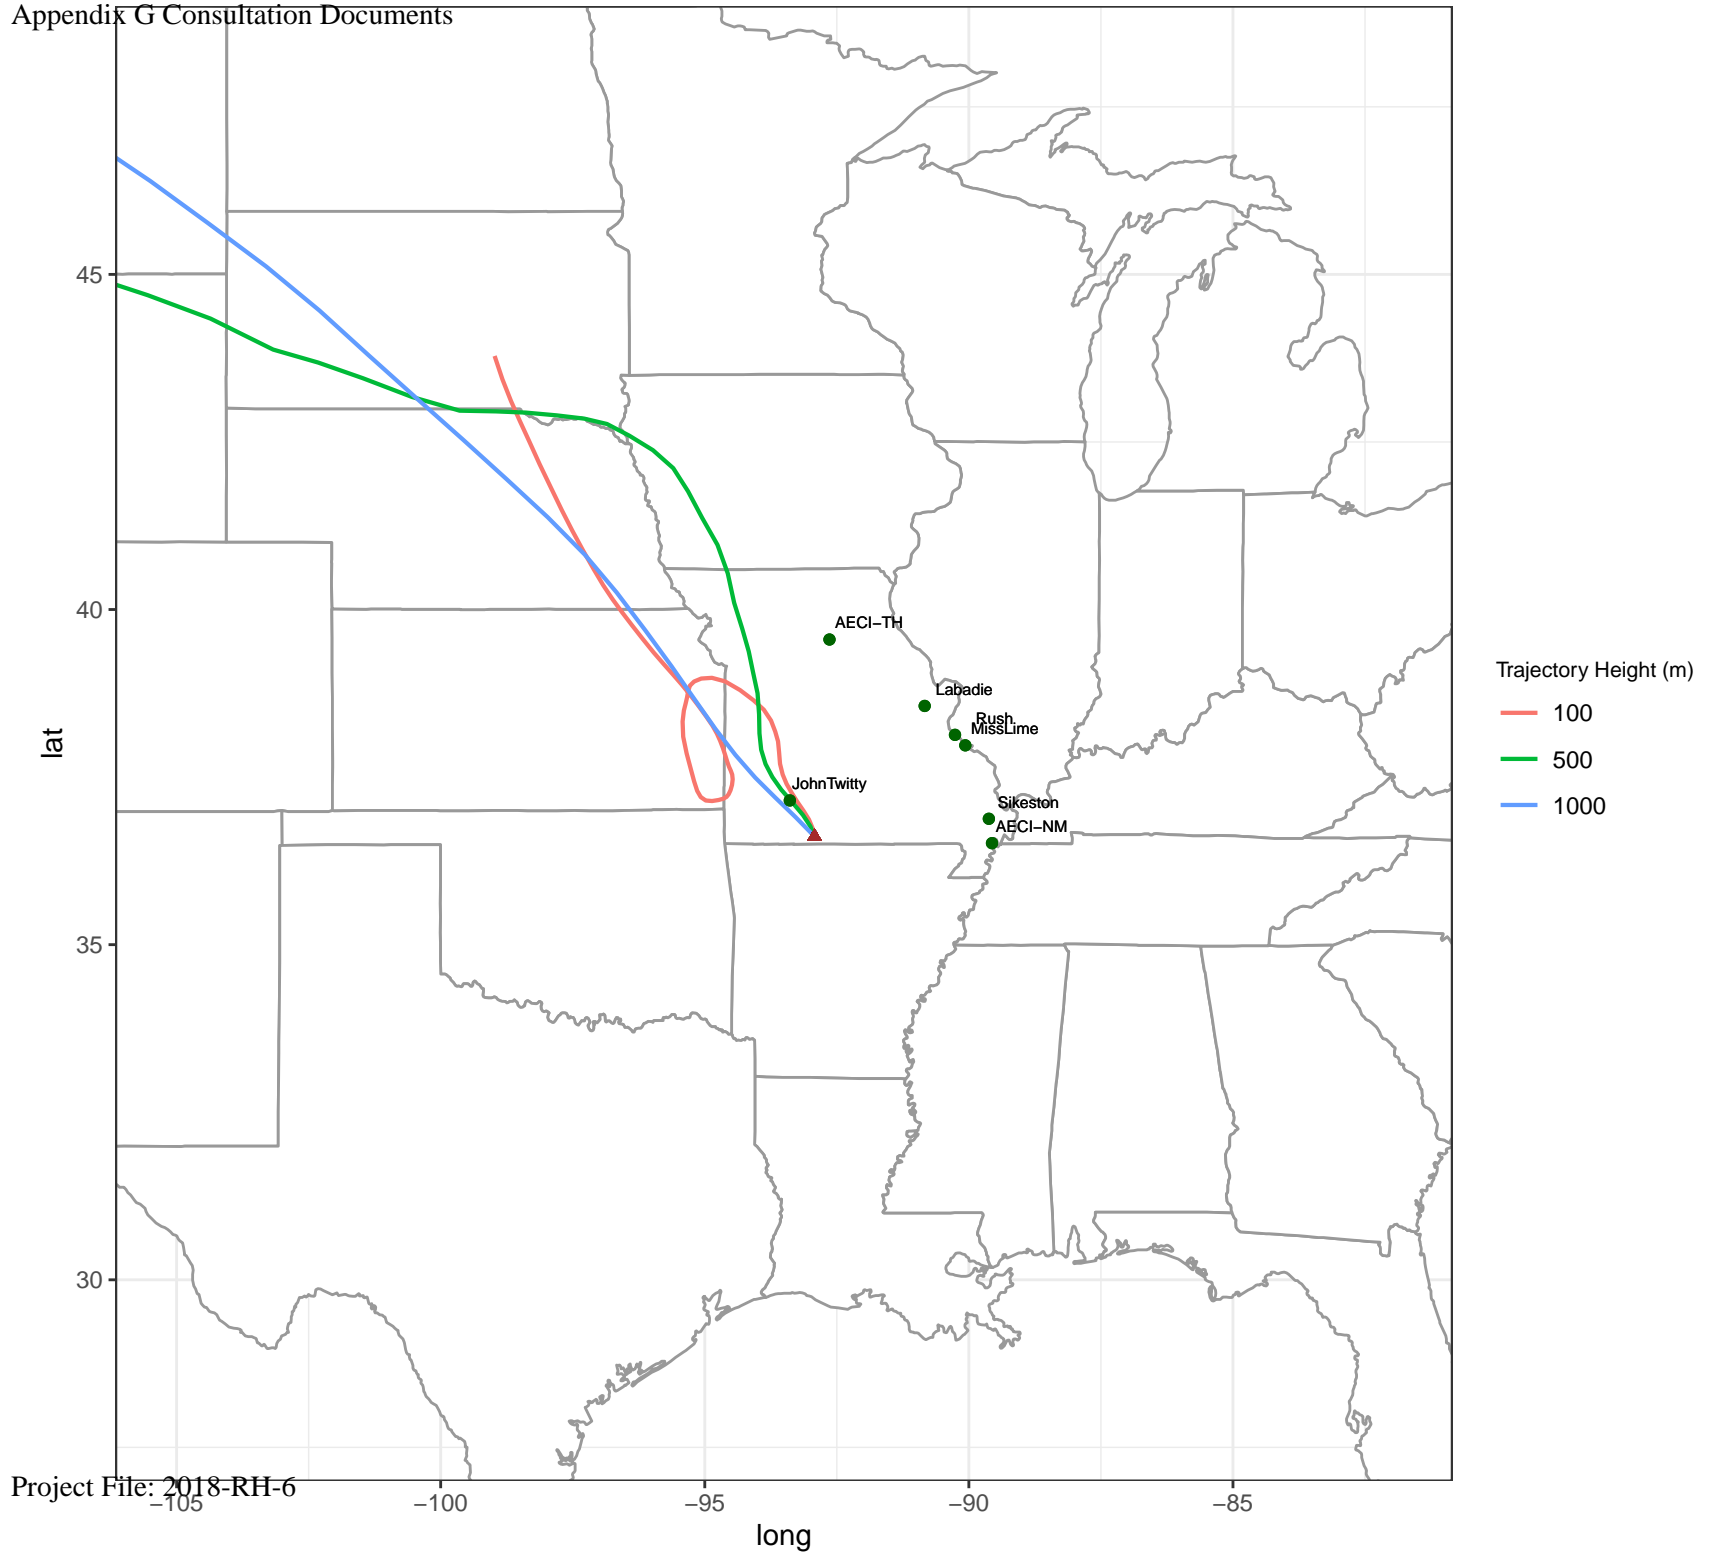 Appendix G Consultation Documents
45
40
35
30
lat
AECI−TH
Labadie
Rush
MissLime
JohnTwitty
Sikeston
AECI−NM
Trajectory Height (m)
100
500
1000
Project File: 2018-RH-6
−105
−100
−95
−90
−85
long